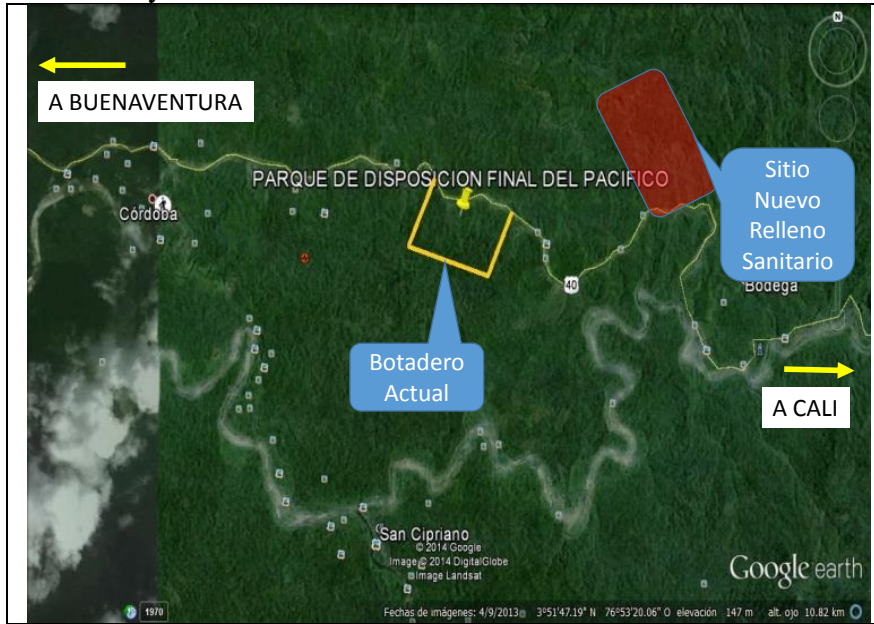 A BUENAVENTURA
N
PARQUE DE DISPOSICION FINAL DEL PACIFICO
Sitio
Nuevo
Relleno
Sanitario
Córdoba
40
Bodega
Botadero
Actual
A CALI
San Cipriano
© 2014 Google
Image © 2014 DigitalGlobe
Image Landsat
Google earth
1970
Fechas de imágenes: 4/9/2013 3°51'47.19" N 76°53'20.06" O elevación 147 m alt. ojo 10.82 km